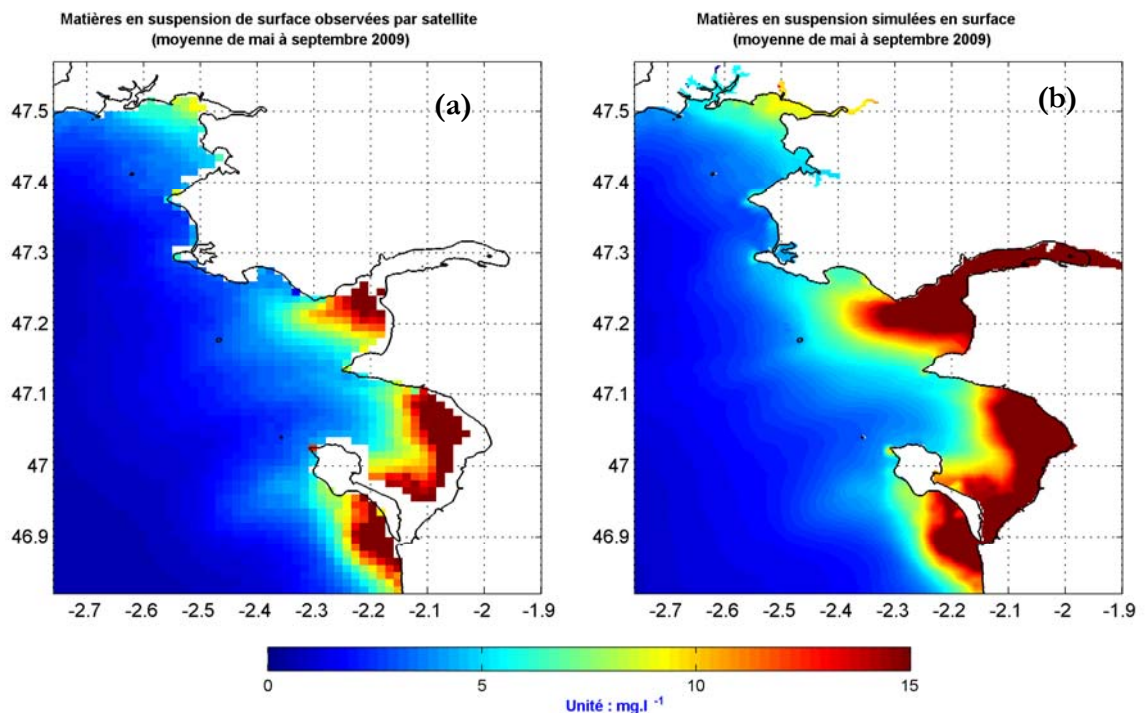 Matières en suspension de surface observées par satellite
(moyenne de mai à septembre 2009)
(a)
47.5
47.4
47.3
47.2
47.1
47
46.9
-2.7 -2.6 -2.5 -2.4 -2.3 -2.2 -2.1 -2 -1.9
Matières en suspension simulées en surface
(moyenne de mai à septembre 2009)
(b)
47.5
47.4
47.3
47.2
47.1
47
46.9
-2.7 -2.6 -2.5 -2.4 -2.3 -2.2 -2.1 -2 -1.9
0 5 10 15
Unité : mg.l -1